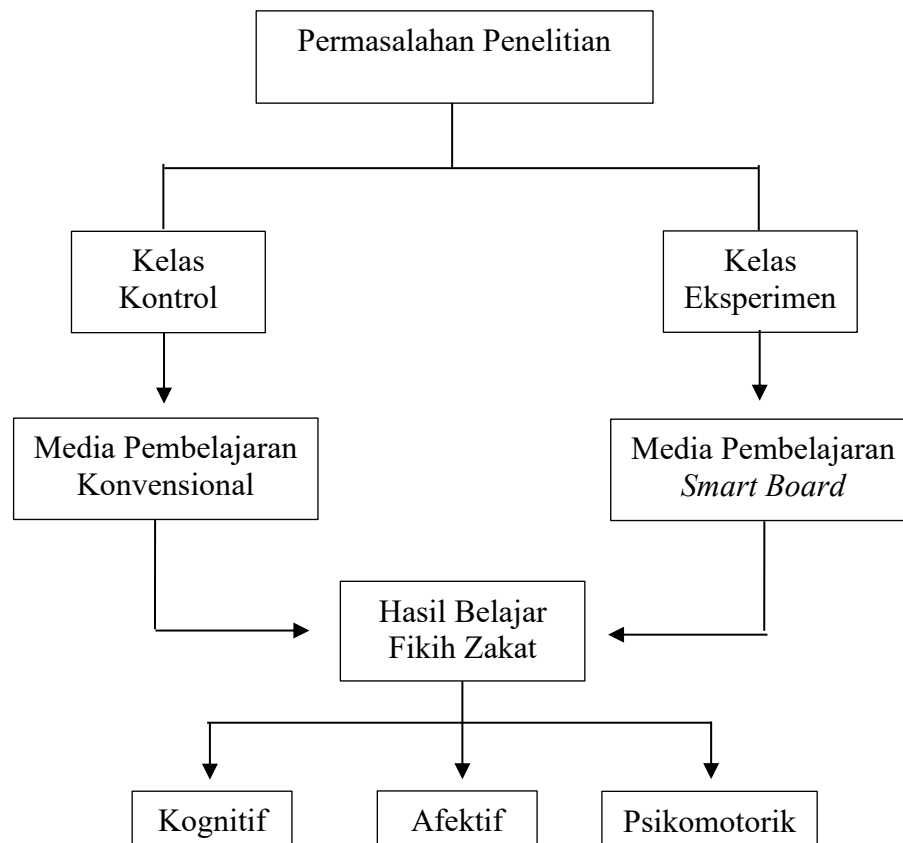 Permasalahan Penelitian
Kelas
Kontrol
Kelas
Eksperimen
Media Pembelajaran
Konvensional
Media Pembelajaran
Smart Board
Hasil Belajar
Fikih Zakat
Kognitif
Afektif
Psikomotorik